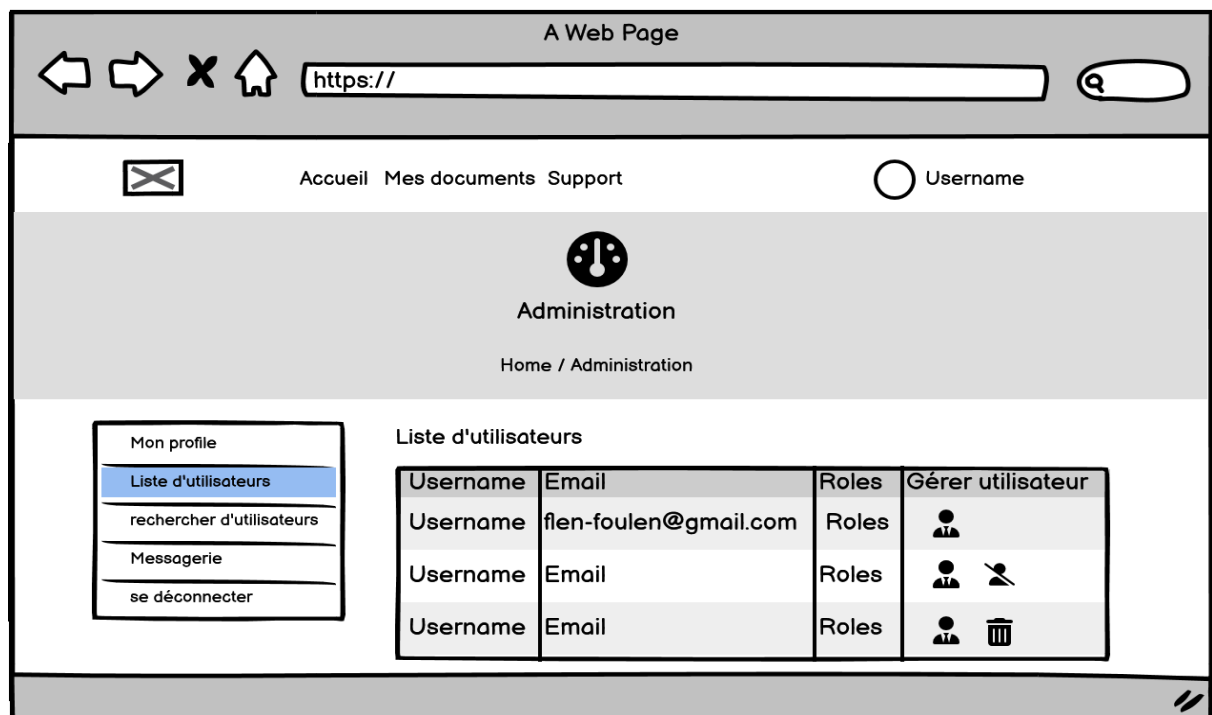 A Web Page
https://
Accueil Mes documents Support Username
Administration
Home / Administration
Mon profile
Liste d'utilisateurs
rechercher d'utilisateurs
Messagerie
se déconnecter
Liste d'utilisateurs
Username Email Roles Gérer utilisateur
Username flen-foulen@gmail.com Roles
Username Email Roles
Username Email Roles